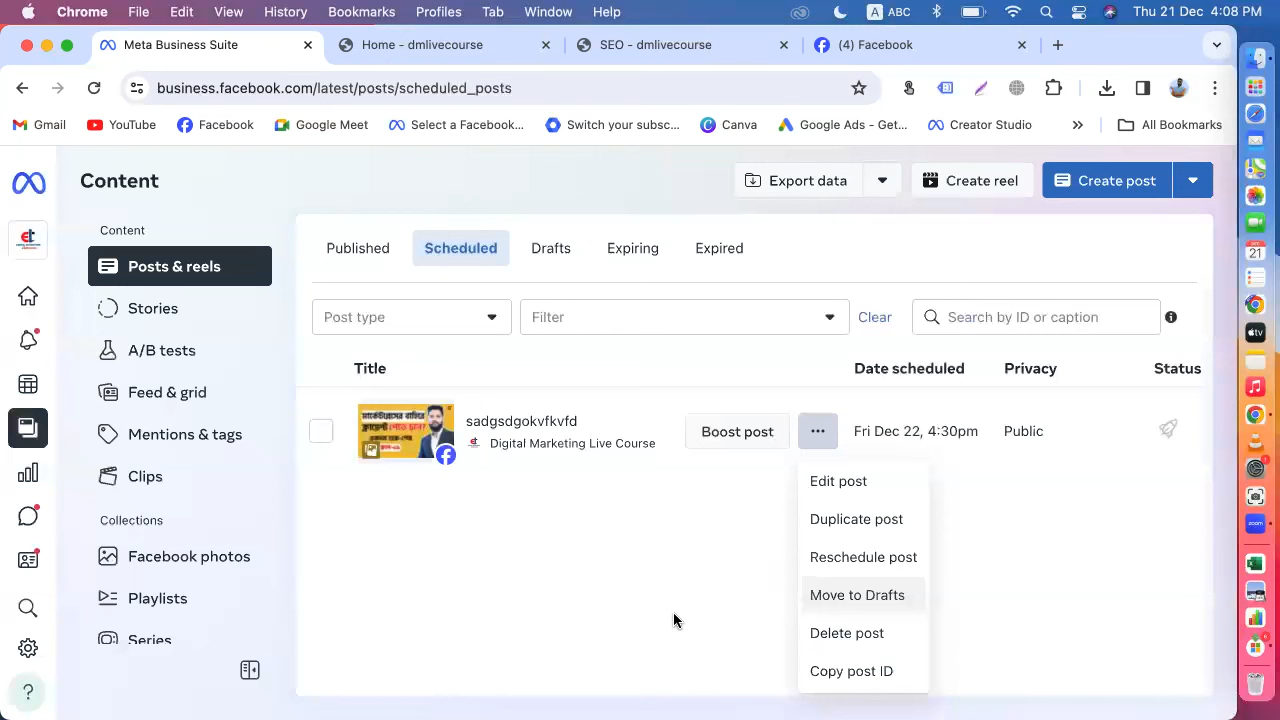 Chrome File Edit View History Bookmarks Profiles Tab Window Help A ABC Thu 21 Dec 4:08 PM
Meta Business Suite Home - dmlivecourse SEO - dmlivecourse (4) Facebook
business.facebook.com/latest/posts/scheduled_posts
Gmail YouTube Facebook Google Meet Select a Facebook... Switch your subsc... Canva Google Ads - Get... Creator Studio All Bookmarks
Content Export data Create reel Create post
Content
Posts & reels
Stories
A/B tests
Feed & grid
Mentions & tags
Clips
Collections
Facebook photos
Playlists
Series
Published Scheduled Drafts Expiring Expired
Post type Filter Clear Search by ID or caption
Title Date scheduled Privacy Status
মার্কেটপ্লেসের বাহিরে
ক্লায়েন্ট পেতে চান?
sadgsdgokvfkvfd
Digital Marketing Live Course
Boost post Fri Dec 22, 4:30pm Public
Edit post
Duplicate post
Reschedule post
Move to Drafts
Delete post
Copy post ID